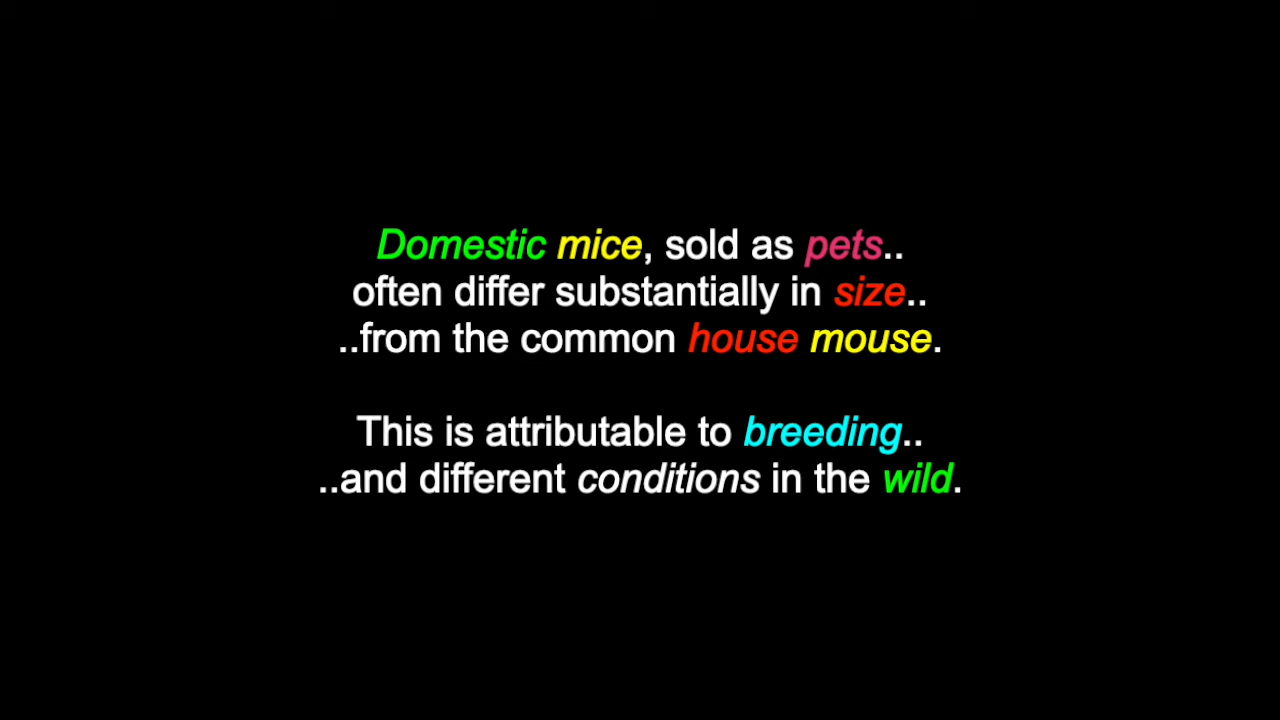 Domestic mice, sold as pets..
often differ substantially in size..
..from the common house mouse.
This is attributable to breeding..
..and different conditions in the wild.